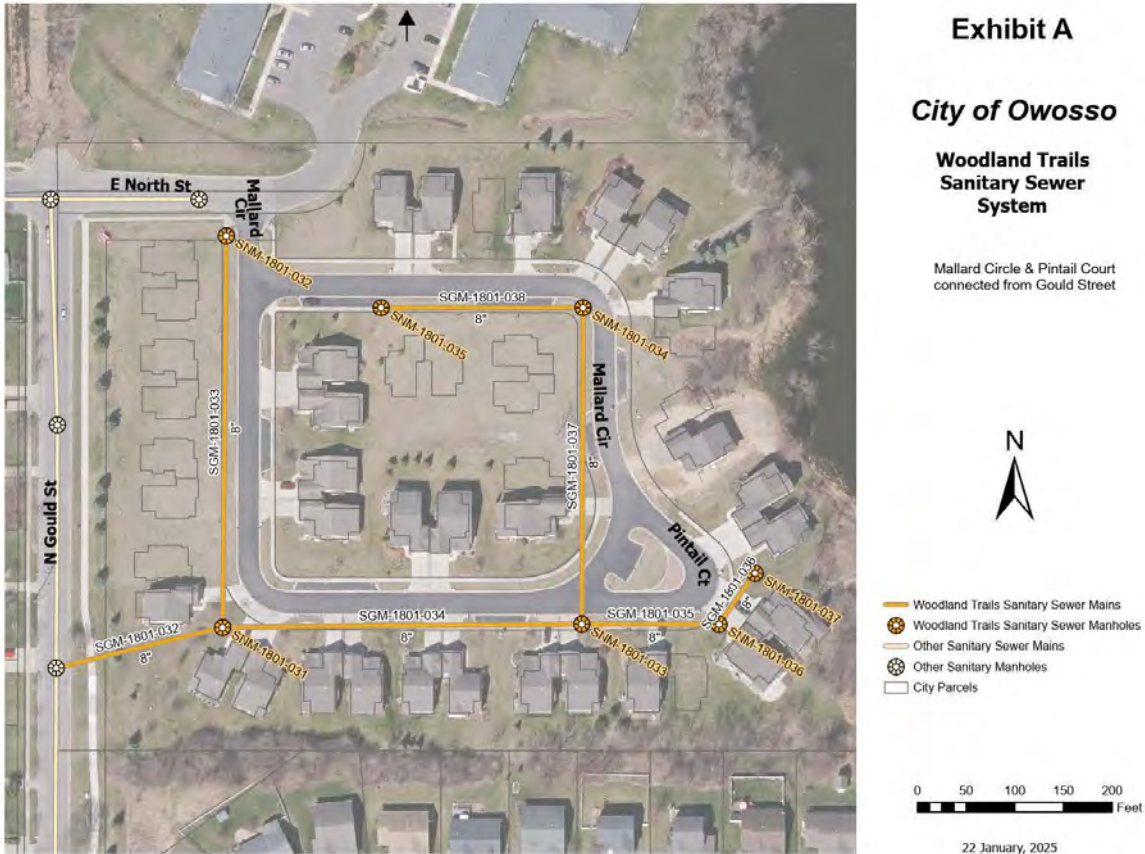 Exhibit A
City of Owosso
Woodland Trails
Sanitary Sewer
System
Mallard Circle & Pintail Court
connected from Gould Street
N
Woodland Trails Sanitary Sewer Mains
Woodland Trails Sanitary Sewer Manholes
Other Sanitary Sewer Mains
Other Sanitary Manholes
City Parcels
0 50 100 150 200
Feet
22 January, 2025
E North St
Mallard
Cir
SNM-1801-032
SGM-1801-038
8"
SNM-1801-035
SNM-1801-034
SGM-1801-033
8"
Mallard Cir
SGM-1801-037
8"
N Gould St
Pintail Ct
SGM-1801-036
8"
SNM-1801-037
SGM-1801-032
8"
SNM-1801-031
SGM-1801-034
8"
SNM-1801-033
SGM-1801-035
8"
SNM-1801-036